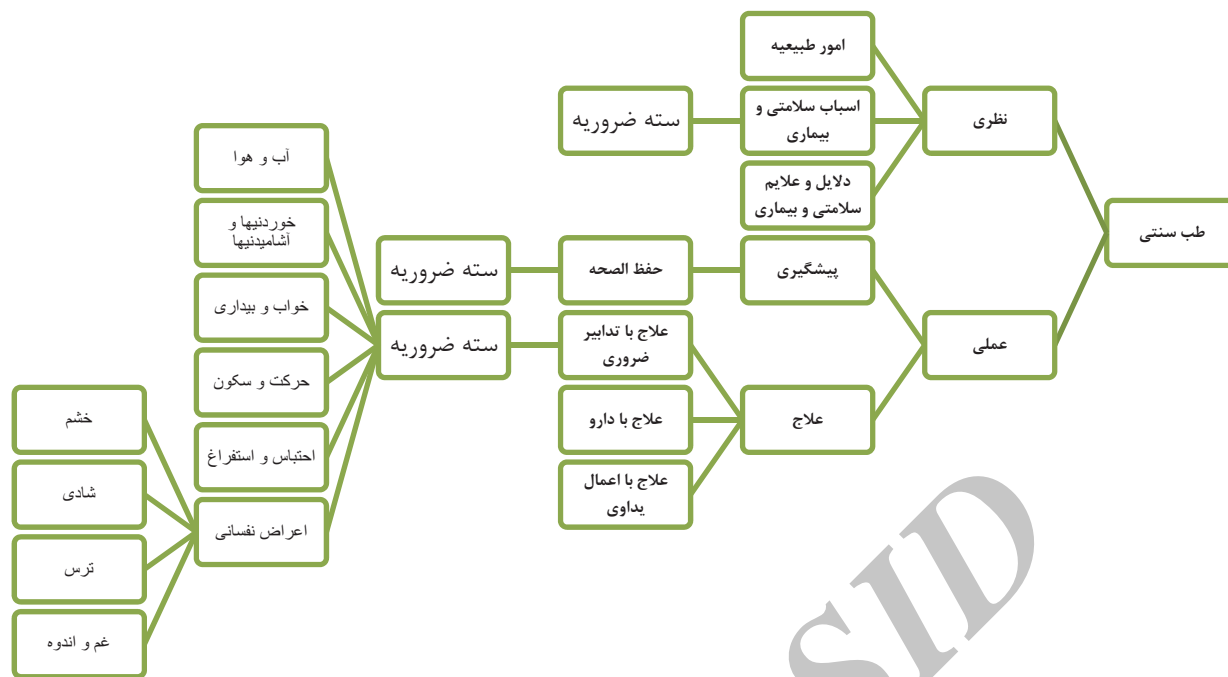 طب سنتی
نظری
امور طبیعیه
اسباب سلامتی و
بیماری
سته ضروریه
دلایل و علایم
سلامتی و بیماری
عملی
پیشگیری
حفظ الصحه
سته ضروریه
علاج
علاج با تدابیر
ضروری
سته ضروریه
آب و هوا
خوردنیها و
آشامیدنیها
خواب و بیداری
حرکت و سکون
احتباس و استفراغ
اعراض نفسانی
خشم
شادی
ترس
غم و اندوه
علاج با دارو
علاج با اعمال
یداوی
SID